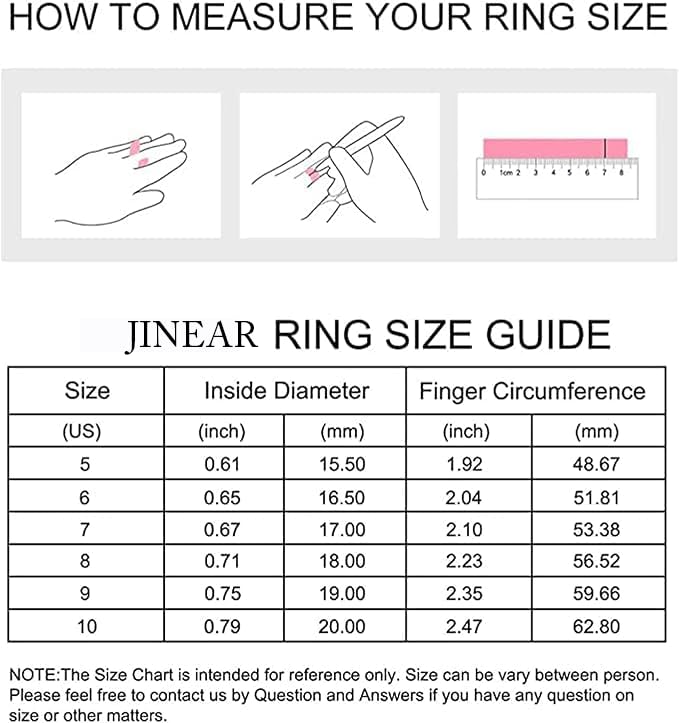 HOW TO MEASURE YOUR RING SIZE
0 1cm 2 3 4 5 6 7 8
JINEAR RING SIZE GUIDE
Size Inside Diameter Finger Circumference
(US) (inch) (mm) (inch) (mm)
5 0.61 15.50 1.92 48.67
6 0.65 16.50 2.04 51.81
7 0.67 17.00 2.10 53.38
8 0.71 18.00 2.23 56.52
9 0.75 19.00 2.35 59.66
10 0.79 20.00 2.47 62.80
NOTE:The Size Chart is intended for reference only. Size can be vary between person.
Please feel free to contact us by Question and Answers if you have any question on
size or other matters.